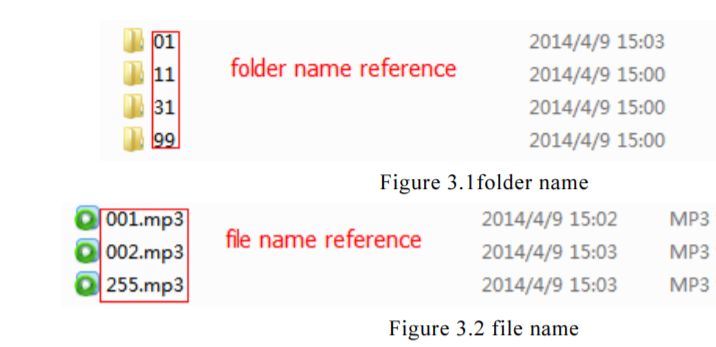 01 2014/4/9 15:03
11 folder name reference 2014/4/9 15:00
31 2014/4/9 15:00
99 2014/4/9 15:00
Figure 3.1folder name
001.mp3 2014/4/9 15:02 MP3
002.mp3 file name reference 2014/4/9 15:03 MP3
255.mp3 2014/4/9 15:03 MP3
Figure 3.2 file name